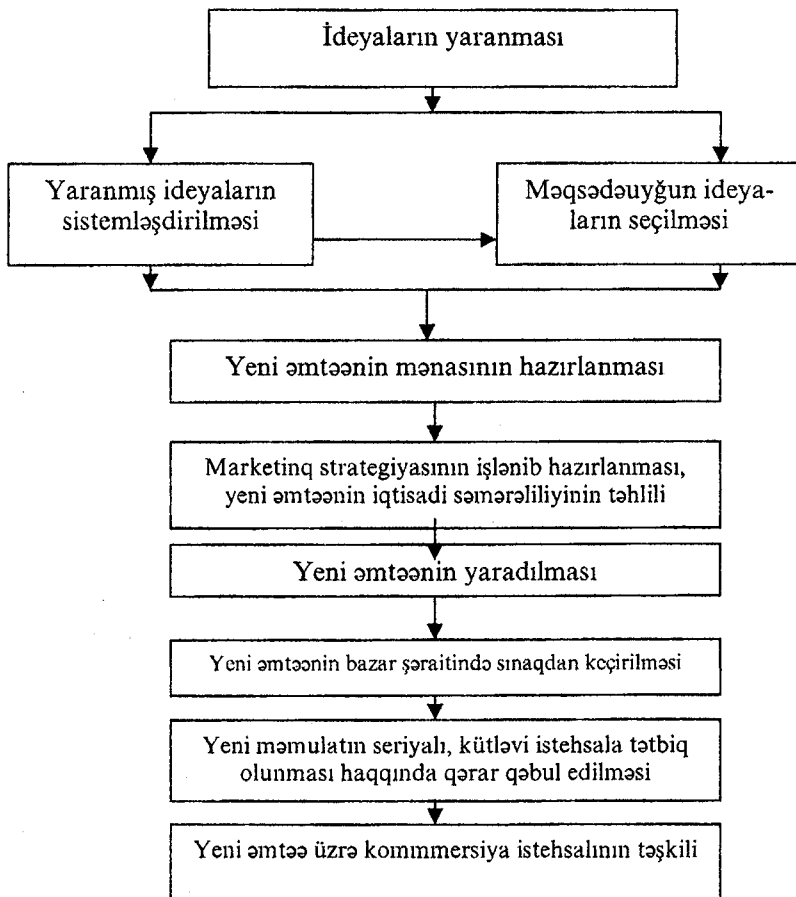 İdeyaların yaranması
Yaranmış ideyaların
sistemləşdirilməsi
Məqsədəuyğun ideya-
ların seçilməsi
Yeni əmtəənin mənasının hazırlanması
Marketinq strategiyasının işlənib hazırlanması,
yeni əmtəənin iqtisadi səmərəliliyinin təhlili
Yeni əmtəənin yaradılması
Yeni əmtəənin bazar şəraitində sınaqdan keçirilməsi
Yeni məmulatın seriyalı, kütləvi istehsala tətbiq
olunması haqqında qərar qəbul edilməsi
Yeni əmtəə üzrə kommmersiya istehsalının təşkili